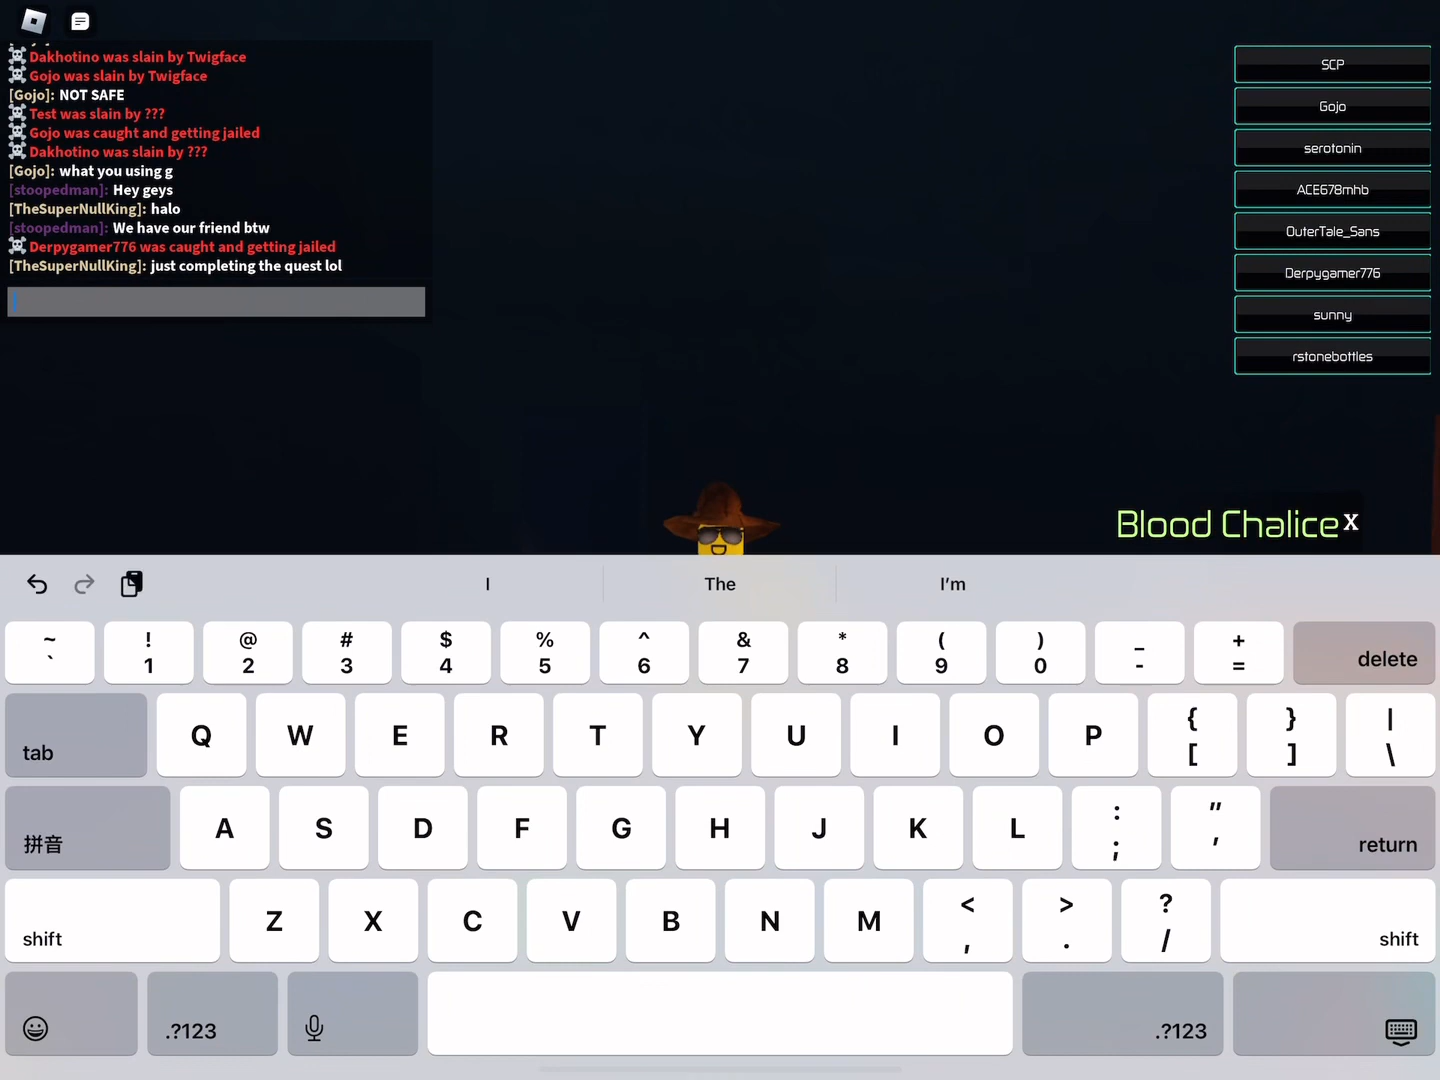 Dakhotino was slain by Twigface
Gojo was slain by Twigface
[Gojo]: NOT SAFE
Test was slain by ???
Gojo was caught and getting jailed
Dakhotino was slain by ???
[Gojo]: what you using g
[stoopedman]: Hey geys
[TheSuperNullKing]: halo
[stoopedman]: We have our friend btw
Derpygamer776 was caught and getting jailed
[TheSuperNullKing]: just completing the quest lol
SCP
Gojo
serotonin
ACE678mhb
OuterTale_Sans
Derpygamer776
sunny
rstonebottles
Blood Chalice x
I The I'm
~ ! @ # $ % ^ & * ( ) _ +
` 1 2 3 4 5 6 7 8 9 0 - = delete
tab Q W E R T Y U I O P { [ } ] | \
拼音 A S D F G H J K L : ; " ' return
shift Z X C V B N M < , > . ? / shift
.?123 .?123